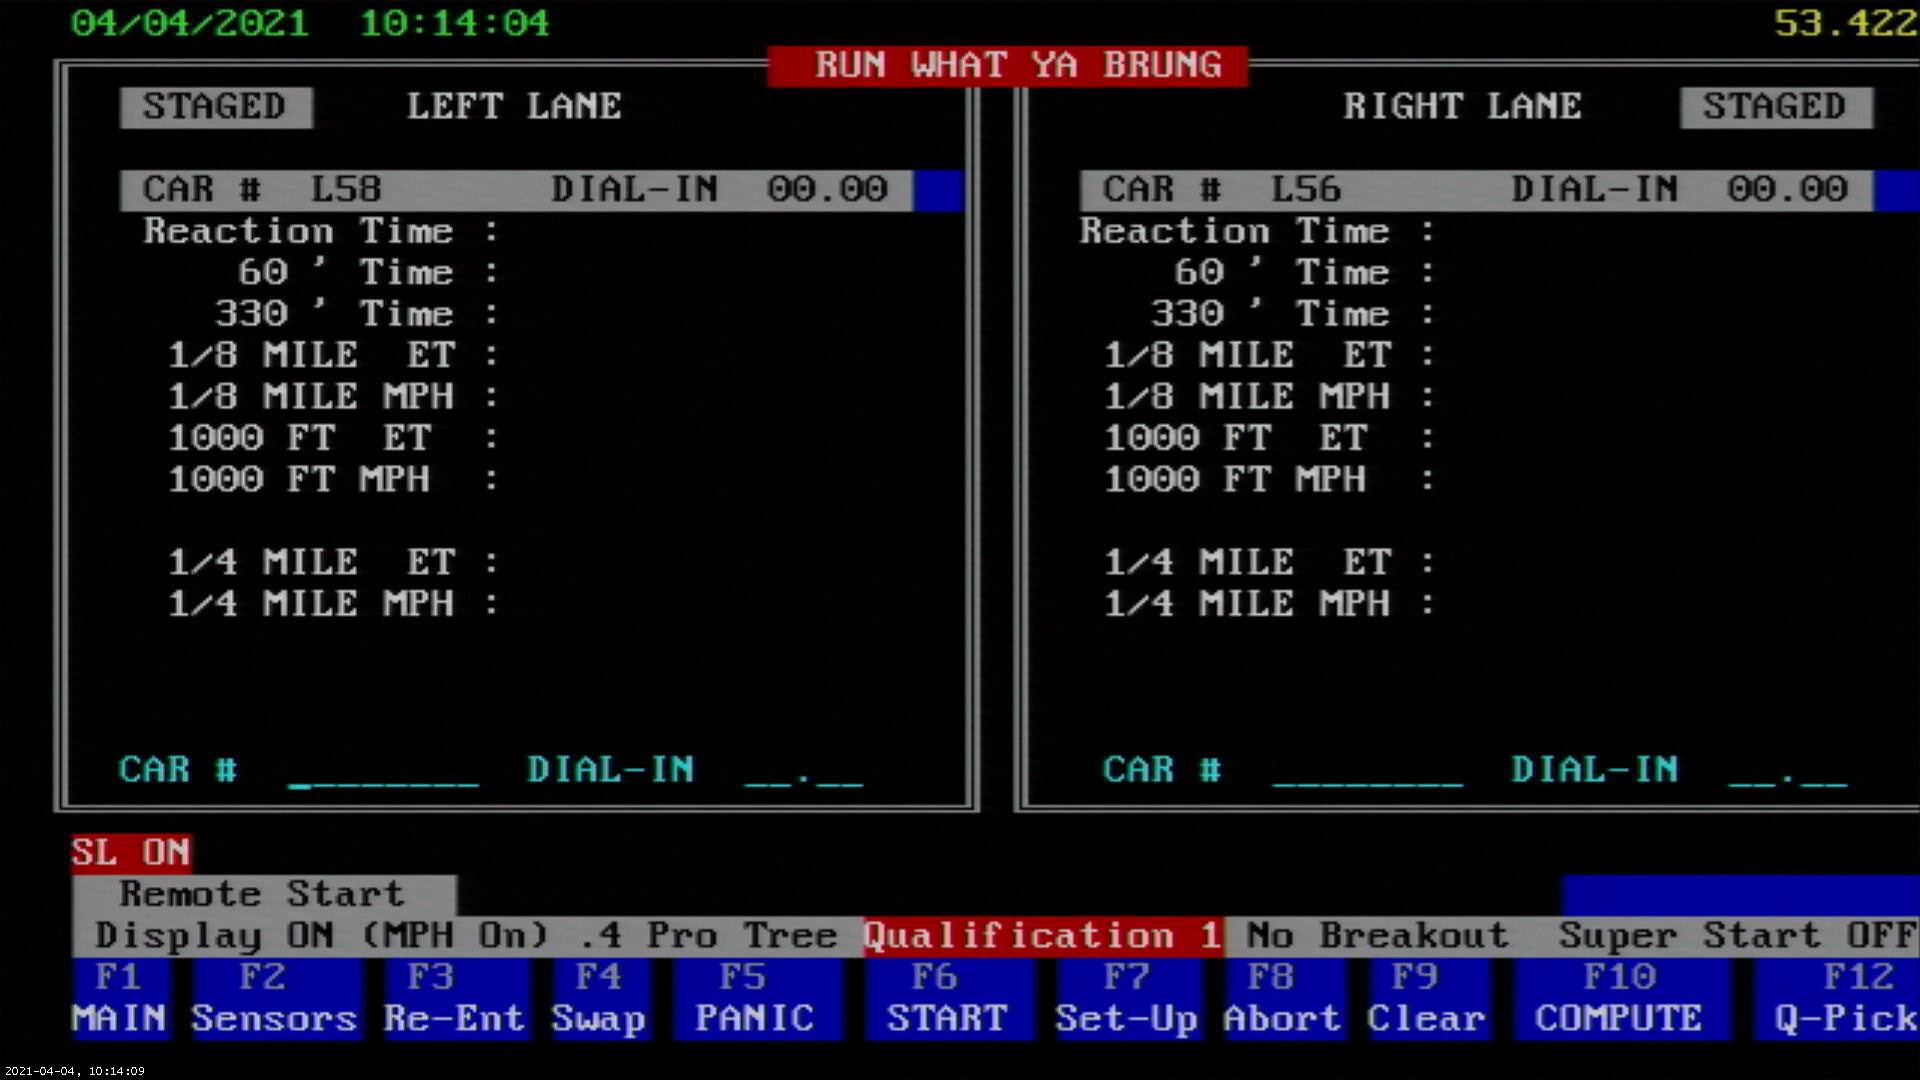 04/04/2021 10:14:04 53.422
RUN WHAT YA BRUNG
STAGED LEFT LANE
CAR # L58 DIAL-IN 00.00
Reaction Time :
60 ' Time :
330 ' Time :
1/8 MILE ET :
1/8 MILE MPH :
1000 FT ET :
1000 FT MPH :
1/4 MILE ET :
1/4 MILE MPH :
CAR # ________ DIAL-IN __.__
RIGHT LANE STAGED
CAR # L56 DIAL-IN 00.00
Reaction Time :
60 ' Time :
330 ' Time :
1/8 MILE ET :
1/8 MILE MPH :
1000 FT ET :
1000 FT MPH :
1/4 MILE ET :
1/4 MILE MPH :
CAR # ________ DIAL-IN __.__
SL ON
Remote Start
Display ON (MPH On) .4 Pro Tree Qualification 1 No Breakout Super Start OFF
F1 F2 F3 F4 F5 F6 F7 F8 F9 F10 F12
MAIN Sensors Re-Ent Swap PANIC START Set-Up Abort Clear COMPUTE Q-Pick
2021-04-04, 10:14:09